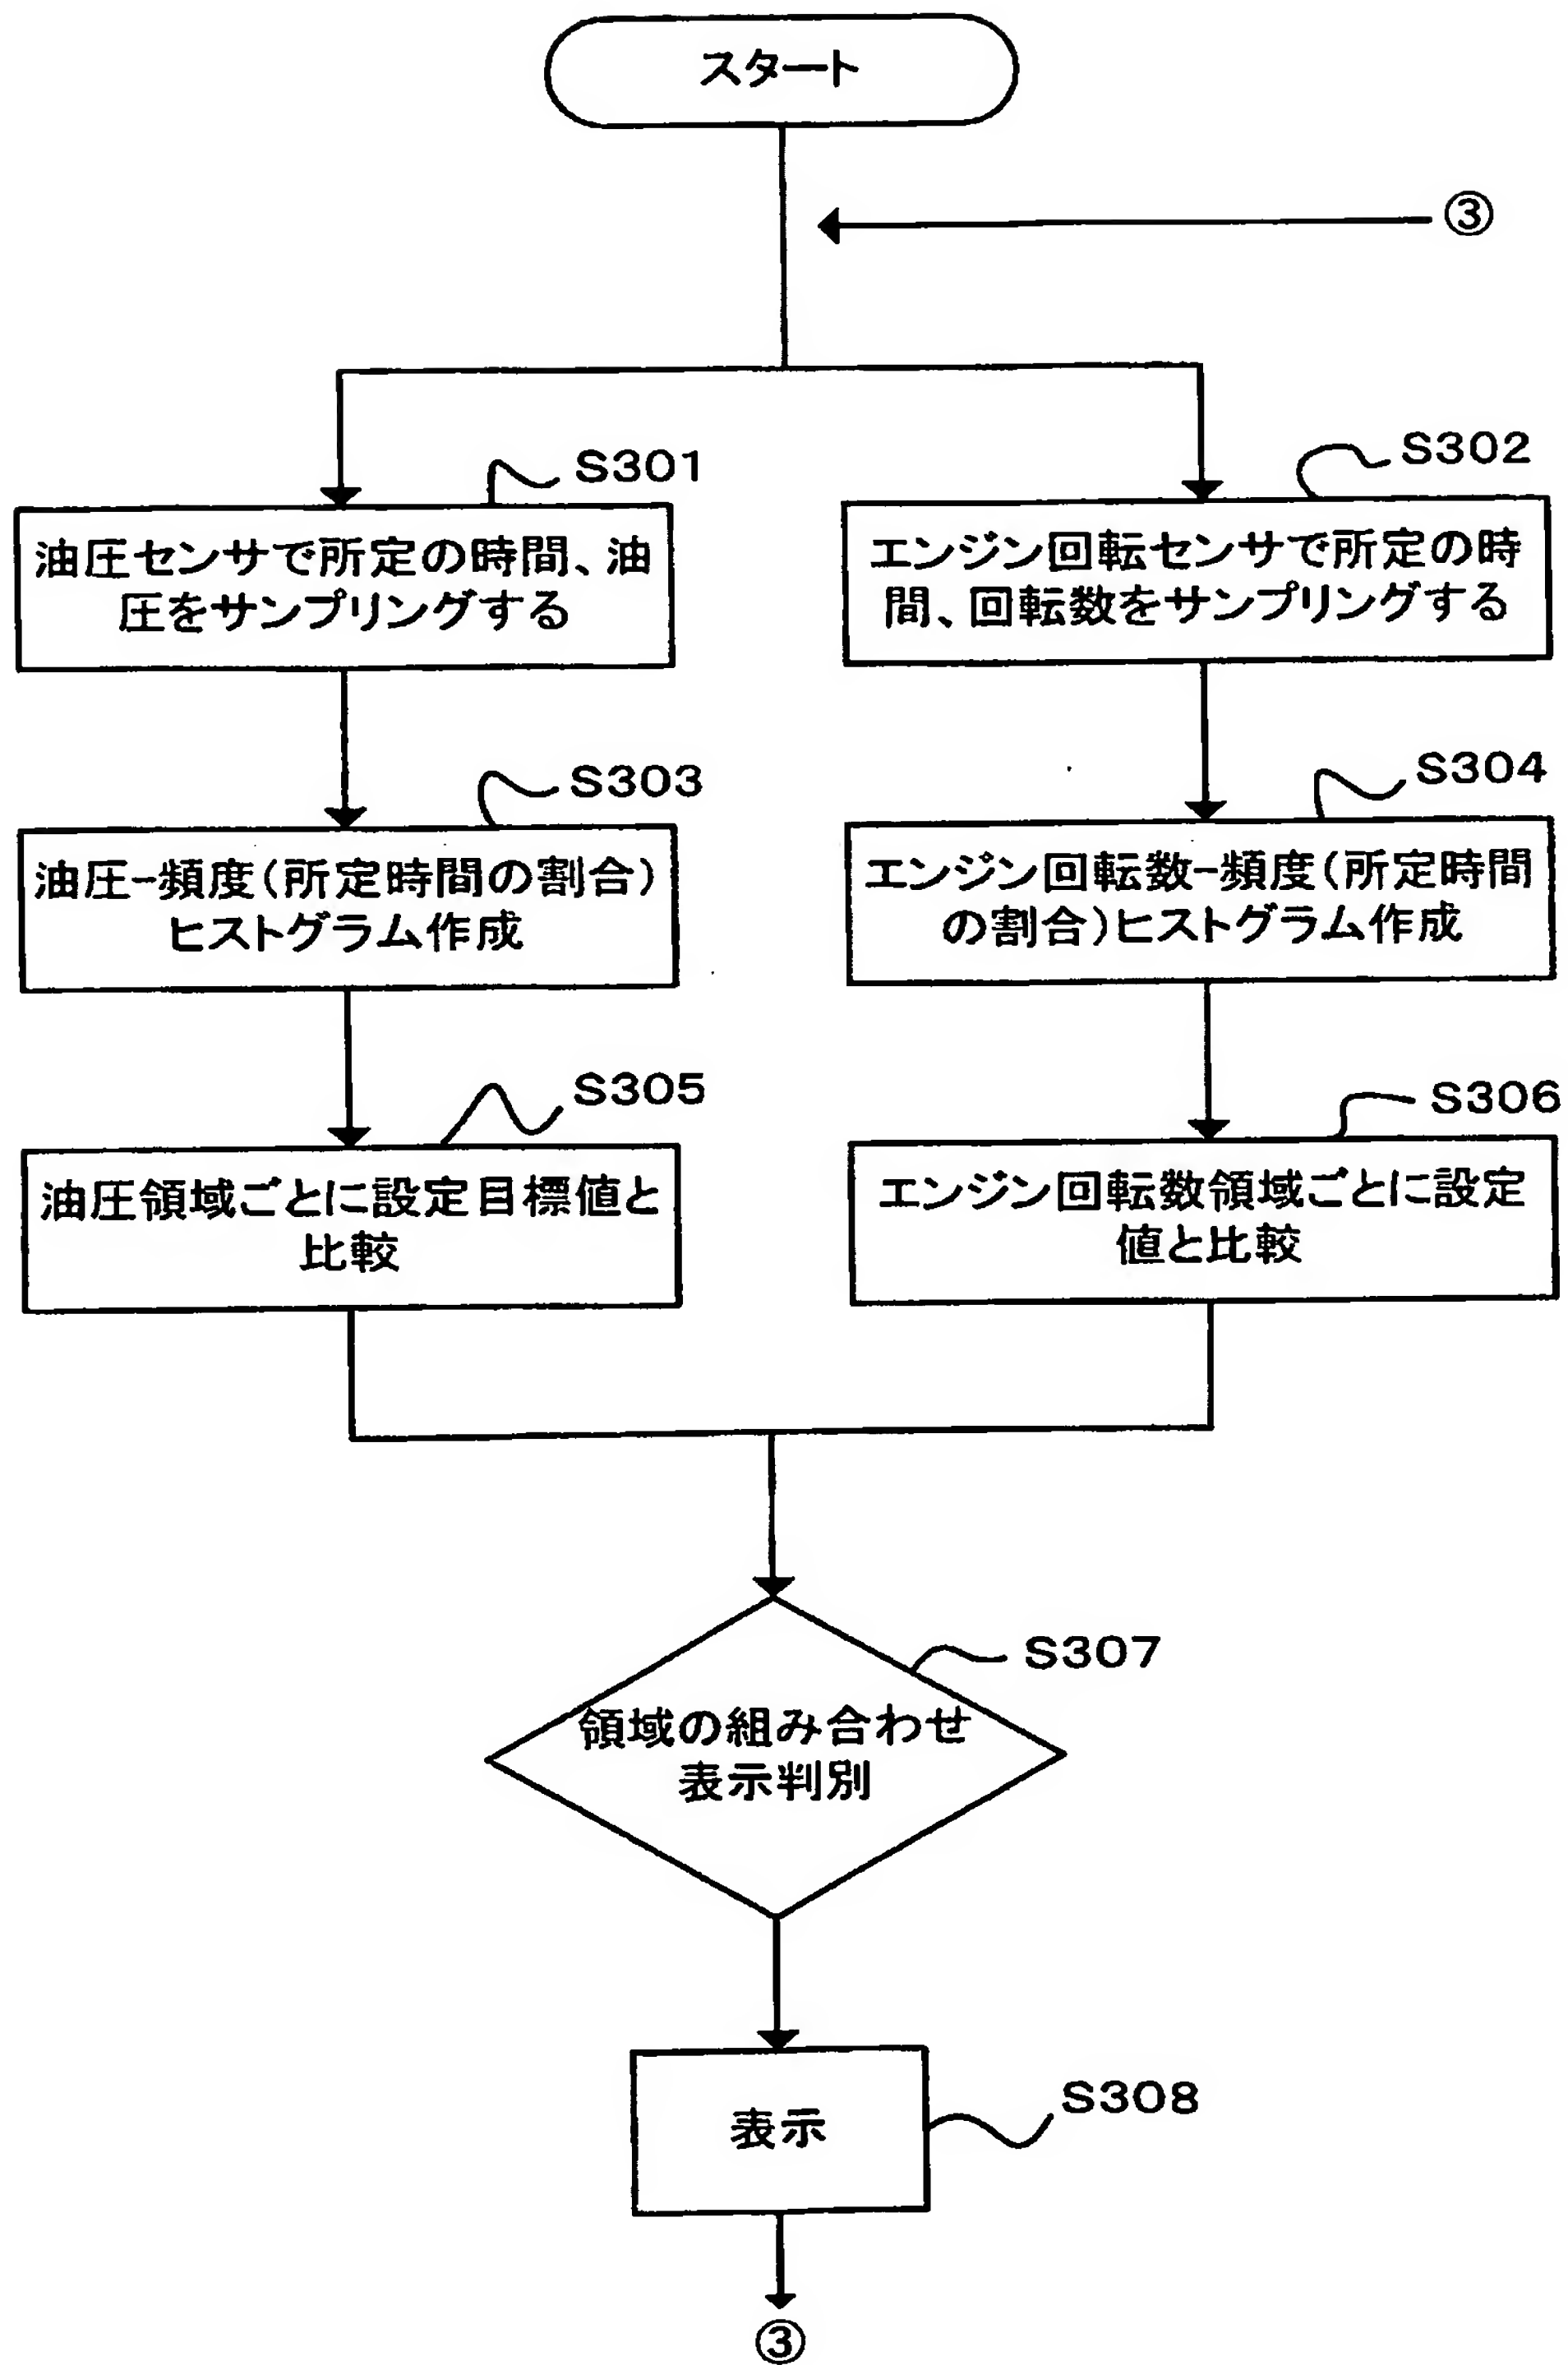 スタート
③
S301
油圧センサで所定の時間、油
圧をサンプリングする
S302
エンジン回転センサで所定の時
間、回転数をサンプリングする
S303
油圧-頻度(所定時間の割合)
ヒストグラム作成
S304
エンジン回転数-頻度(所定時間
の割合)ヒストグラム作成
S305
油圧領域ごとに設定目標値と
比較
S306
エンジン回転数領域ごとに設定
値と比較
S307
領域の組み合わせ
表示判別
S308
表示
③